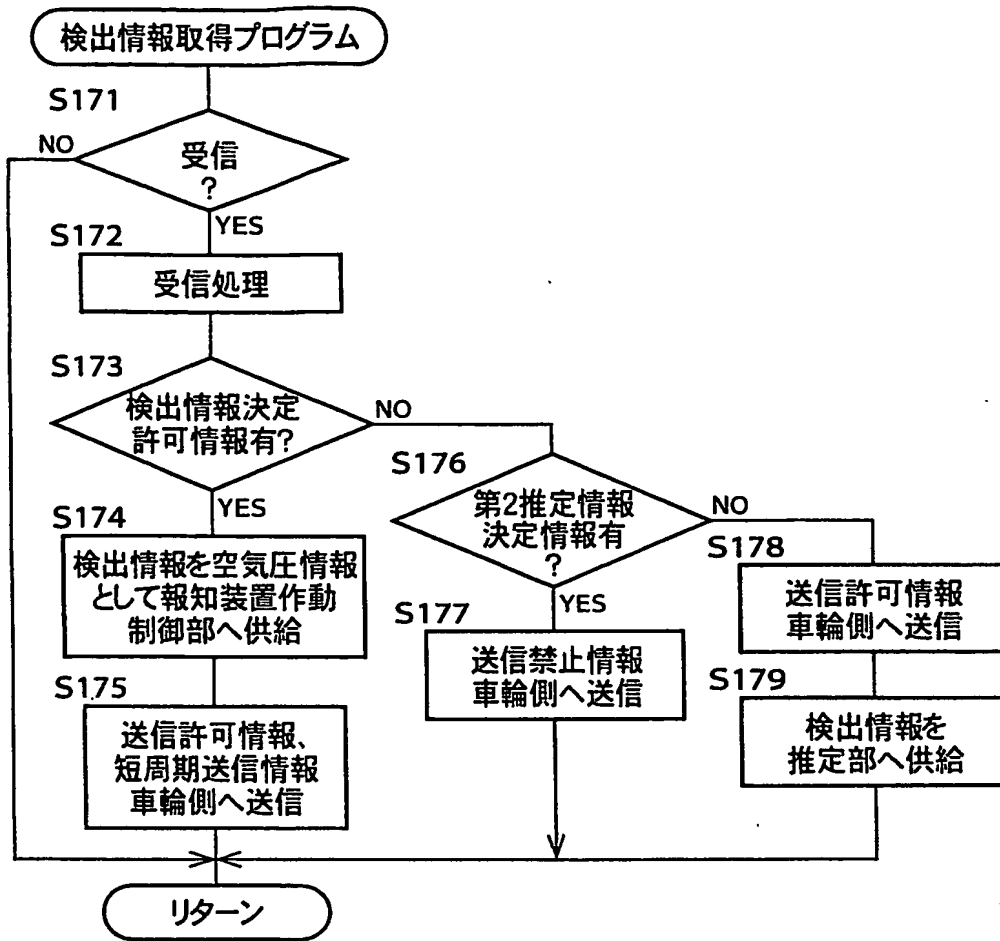 検出情報取得プログラム
S171
NO
受信
?
YES
S172
受信処理
S173
検出情報決定
許可情報有?
NO
YES
S174
検出情報を空気圧情報
として報知装置作動
制御部へ供給
S175
送信許可情報、
短周期送信情報
車輪側へ送信
S176
第2推定情報
決定情報有
?
NO
YES
S177
送信禁止情報
車輪側へ送信
S178
送信許可情報
車輪側へ送信
S179
検出情報を
推定部へ供給
リターン